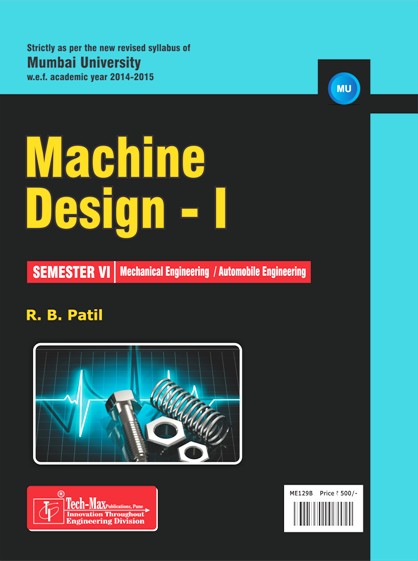 Strictly as per the new revised syllabus of
Mumbai University
w.e.f. academic year 2014-2015
MU
Machine
Design - I
SEMESTER VI Mechanical Engineering / Automobile Engineering
R. B. Patil
Tech-Max Publications, Pune
Innovation Throughout
Engineering Division
ME129B Price ₹ 500/-